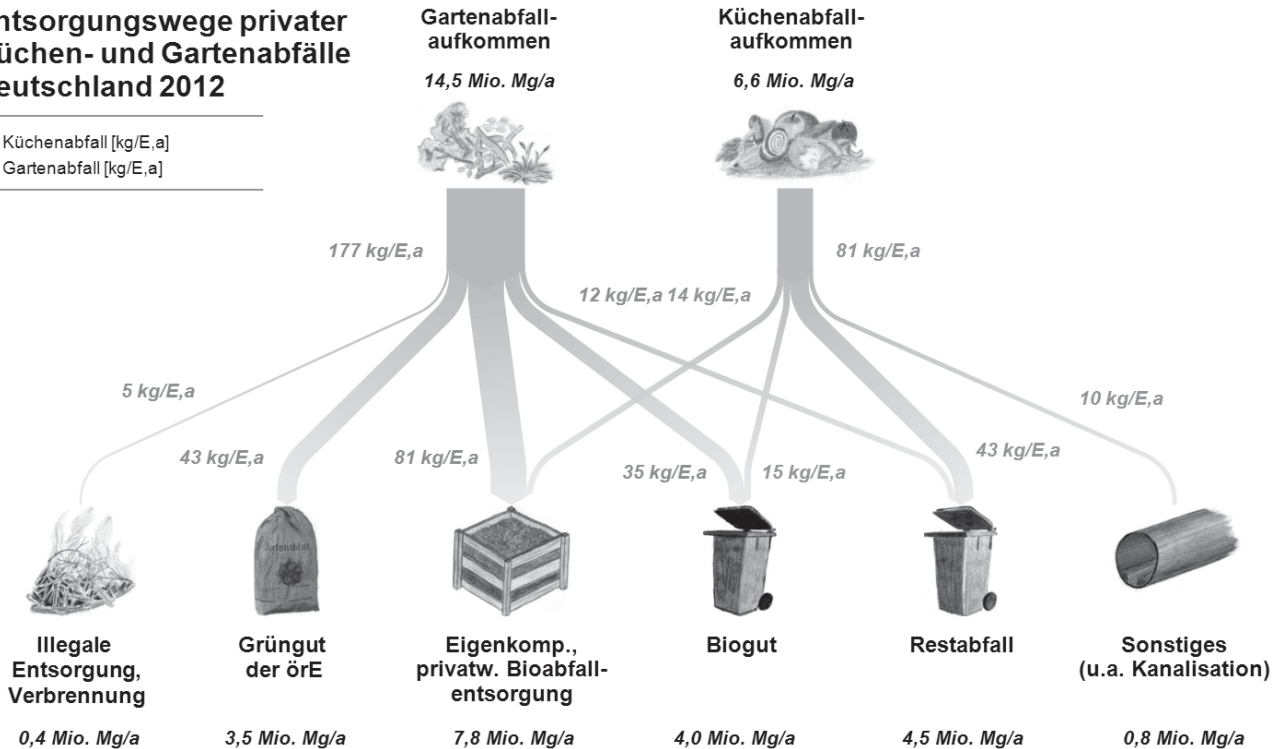 ntsorgungswege privater
üchen- und Gartenabfälle
eutschland 2012
Küchenabfall [kg/E,a]
Gartenabfall [kg/E,a]
Gartenabfall-
aufkommen
14,5 Mio. Mg/a
Küchenabfall-
aufkommen
6,6 Mio. Mg/a
177 kg/E,a
81 kg/E,a
12 kg/E,a 14 kg/E,a
5 kg/E,a
10 kg/E,a
43 kg/E,a
81 kg/E,a
35 kg/E,a
15 kg/E,a
43 kg/E,a
Gartenabfall
Illegale
Entsorgung,
Verbrennung
0,4 Mio. Mg/a
Grüngut
der örE
3,5 Mio. Mg/a
Eigenkomp.,
privatw. Bioabfall-
entsorgung
7,8 Mio. Mg/a
Biogut
4,0 Mio. Mg/a
Restabfall
4,5 Mio. Mg/a
Sonstiges
(u.a. Kanalisation)
0,8 Mio. Mg/a